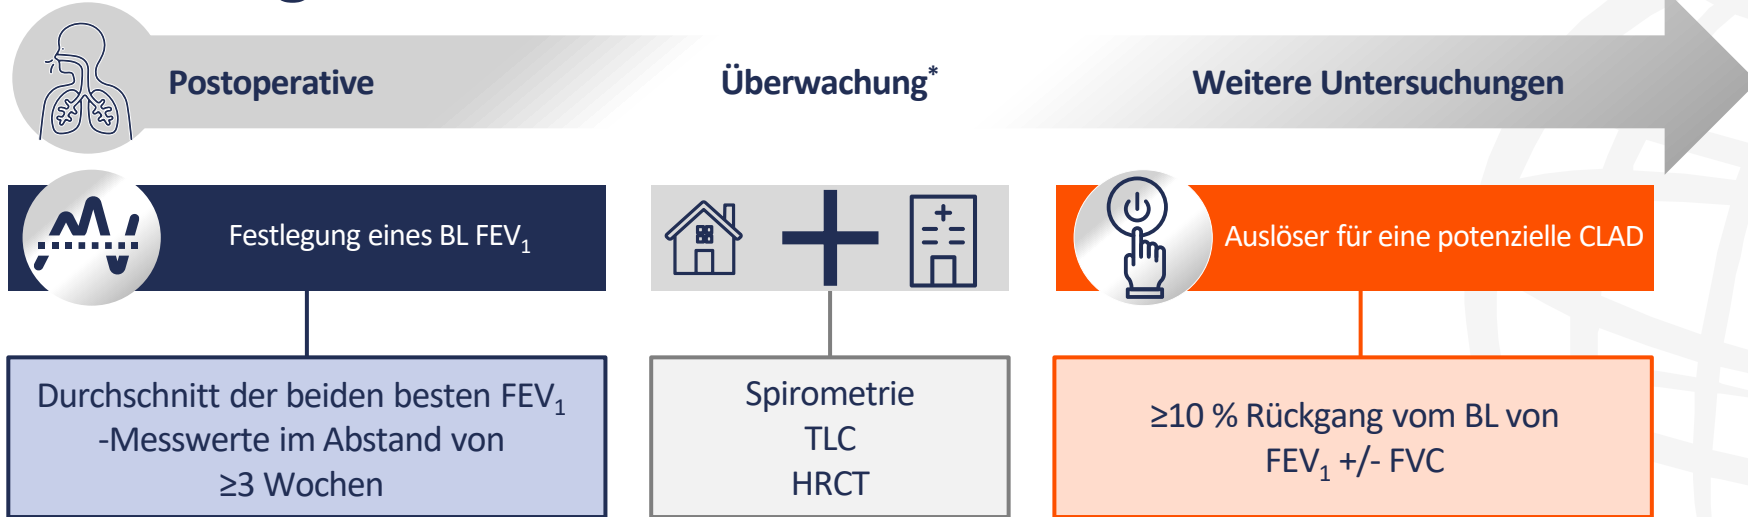 Postoperative
Überwachung*
Weitere Untersuchungen
Festlegung eines BL FEV₁
Auslöser für eine potenzielle CLAD
Durchschnitt der beiden besten FEV₁
-Messwerte im Abstand von
≥3 Wochen
Spirometrie
TLC
HRCT
≥10 % Rückgang vom BL von
FEV₁ +/- FVC